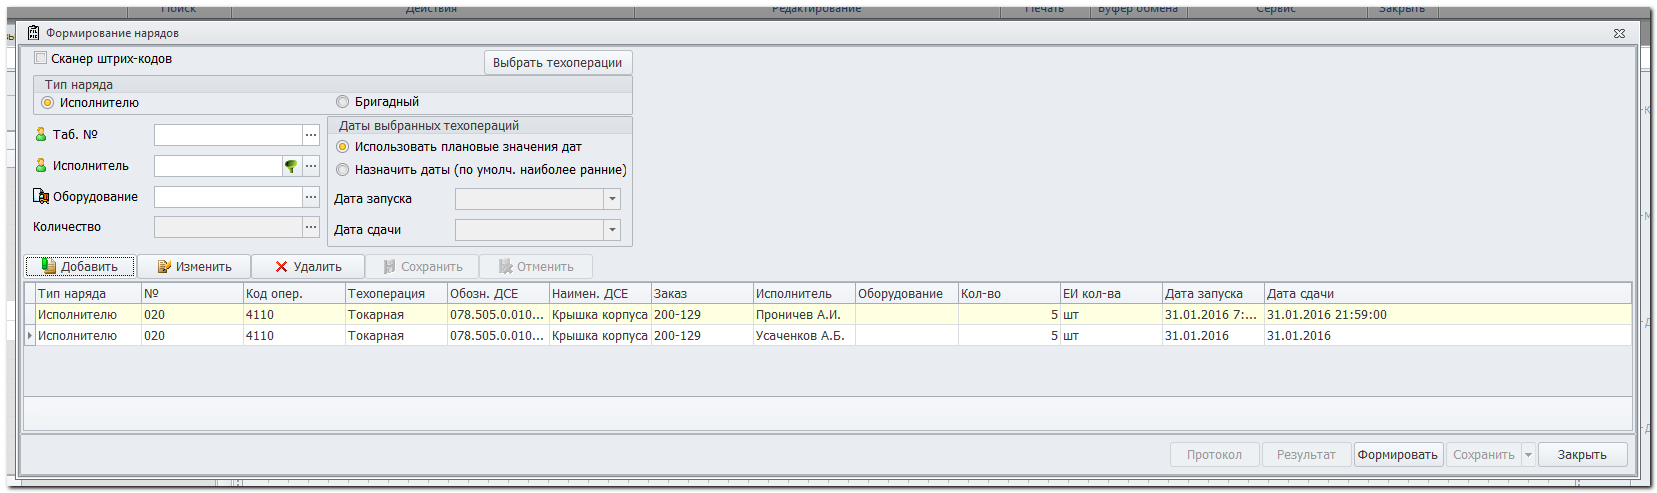 Поиск Действия Редактирование Печать Буфер обмена Сервис Закрыть
Формирование нарядов
Сканер штрих-кодов
Выбрать техоперации
Тип наряда
Исполнителю Бригадный
Таб. №
Исполнитель
Оборудование
Количество
Даты выбранных техопераций
Использовать плановые значения дат
Назначить даты (по умолч. наиболее ранние)
Дата запуска
Дата сдачи
Добавить Изменить Удалить Сохранить Отменить
Тип наряда № Код опер. Техоперация Обозн. ДСЕ Наимен. ДСЕ Заказ Исполнитель Оборудование Кол-во ЕИ кол-ва Дата запуска Дата сдачи
Исполнителю 020 4110 Токарная 078.505.0.010... Крышка корпуса 200-129 Проничев А.И. 5 шт 31.01.2016 7:... 31.01.2016 21:59:00
Исполнителю 020 4110 Токарная 078.505.0.010... Крышка корпуса 200-129 Усаченков А.Б. 5 шт 31.01.2016 31.01.2016
Протокол Результат Формировать Сохранить Закрыть